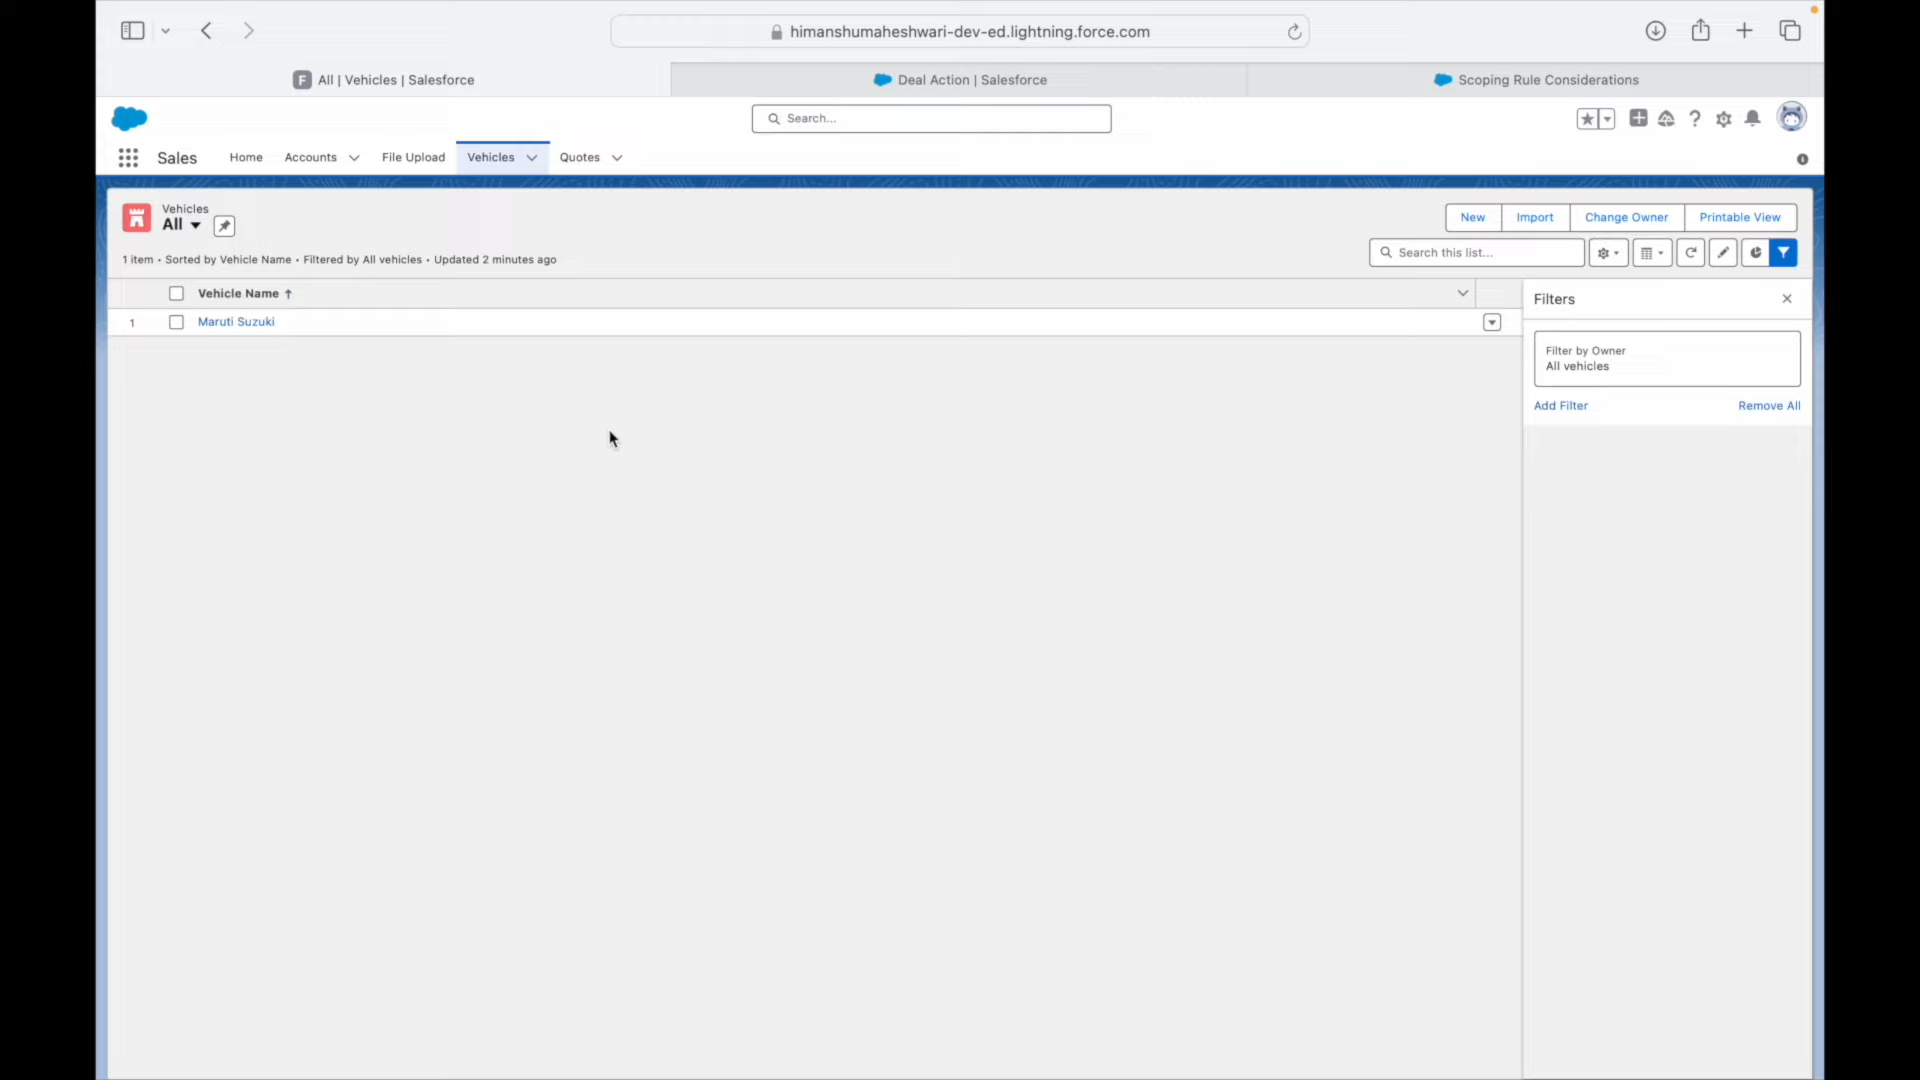 himanshumaheshwari-dev-ed.lightning.force.com
F All | Vehicles | Salesforce
Deal Action | Salesforce
Scoping Rule Considerations
Search...
Sales
Home
Accounts
File Upload
Vehicles
Quotes
Vehicles
All
New
Import
Change Owner
Printable View
1 item • Sorted by Vehicle Name • Filtered by All vehicles • Updated 2 minutes ago
Search this list...
Vehicle Name
1
Maruti Suzuki
Filters
Filter by Owner
All vehicles
Add Filter
Remove All